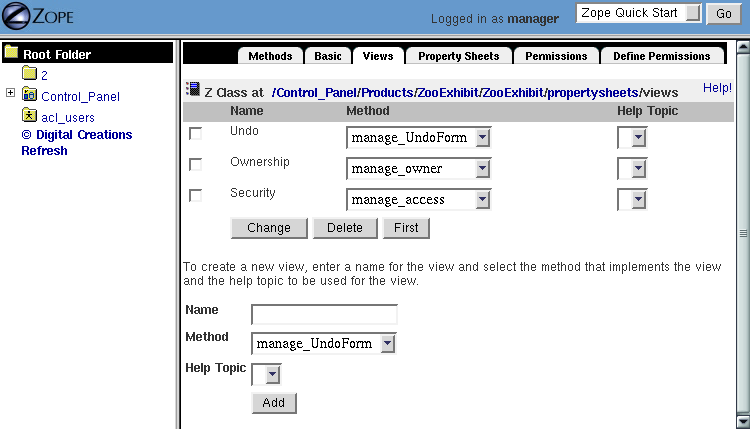 ZOPE
Logged in as manager
Zope Quick Start
Go
Root Folder
2
Control_Panel
acl_users
© Digital Creations
Refresh
Methods Basic Views Property Sheets Permissions Define Permissions
Z Class at /Control_Panel/Products/ZooExhibit/ZooExhibit/propertysheets/views
Help!
Name Method Help Topic
Undo manage_UndoForm
Ownership manage_owner
Security manage_access
Change Delete First
To create a new view, enter a name for the view and select the method that implements the view
and the help topic to be used for the view.
Name
Method manage_UndoForm
Help Topic
Add